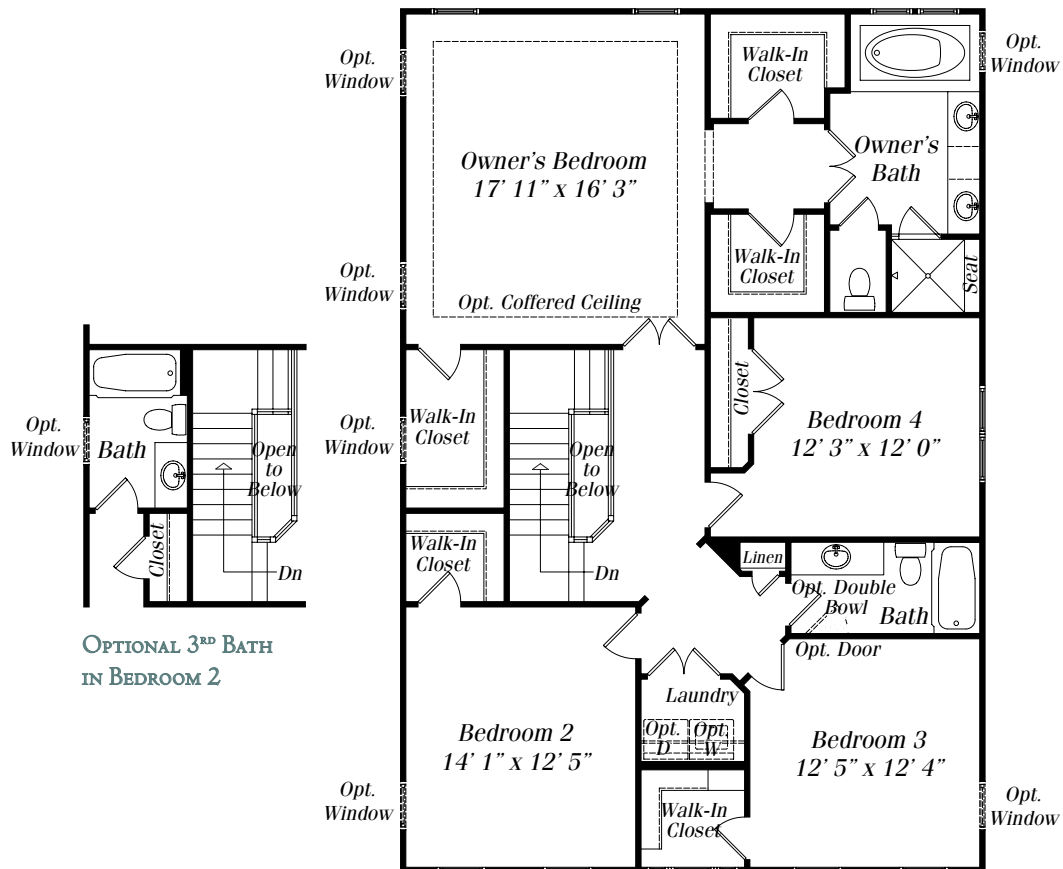 Opt.
Window
Walk-In
Closet
Opt.
Window
Owner's Bedroom
17' 11" x 16' 3"
Owner's
Bath
Walk-In
Closet
Seat
Opt.
Window
Opt. Coffered Ceiling
Closet
Walk-In
Closet
Opt.
Window
Open
to
Below
Bedroom 4
12' 3" x 12' 0"
Opt.
Window
Bath
Open
to
Below
Closet
Dn
Walk-In
Closet
Dn
Linen
Opt. Double
Bowl
Bath
Opt. Door
Optional 3rd Bath
in Bedroom 2
Laundry
Opt.
D
Opt.
W
Bedroom 2
14' 1" x 12' 5"
Bedroom 3
12' 5" x 12' 4"
Opt.
Window
Walk-In
Closet
Opt.
Window